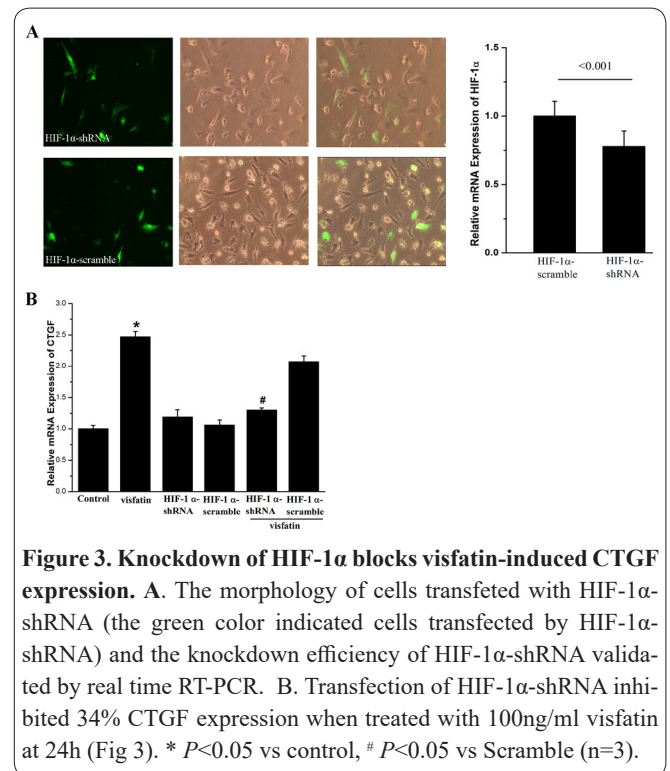 A
HIF-1α-shRNA
HIF-1α-scramble
Relative mRNA Expression of HIF-1α
1.5
1.0
0.5
0.0
<0.001
HIF-1α-
scramble
HIF-1α-
shRNA
B
Relative mRNA Expression of CTGF
3.0
2.5
2.0
1.5
1.0
0.5
0.0
*
#
Control
visfatin
HIF-1 α-
shRNA
HIF-1 α-
scramble
HIF-1 α-
shRNA
HIF-1 α-
scramble
visfatin
Figure 3. Knockdown of HIF-1α blocks visfatin-induced CTGF
expression. A. The morphology of cells transfeted with HIF-1α-
shRNA (the green color indicated cells transfected by HIF-1α-
shRNA) and the knockdown efficiency of HIF-1α-shRNA valida-
ted by real time RT-PCR. B. Transfection of HIF-1α-shRNA inhi-
bited 34% CTGF expression when treated with 100ng/ml visfatin
at 24h (Fig 3). * P<0.05 vs control, # P<0.05 vs Scramble (n=3).